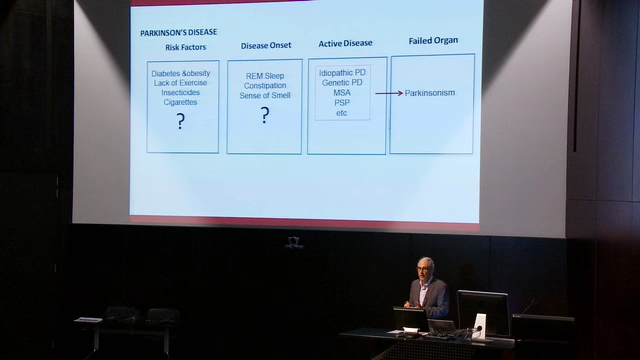 PARKINSON'S DISEASE
Risk Factors
Disease Onset
Active Disease
Failed Organ
Diabetes &obesity
Lack of Exercise
Insecticides
Cigarettes
?
REM Sleep
Constipation
Sense of Smell
?
Idiopathic PD
Genetic PD
MSA
PSP
etc
Parkinsonism